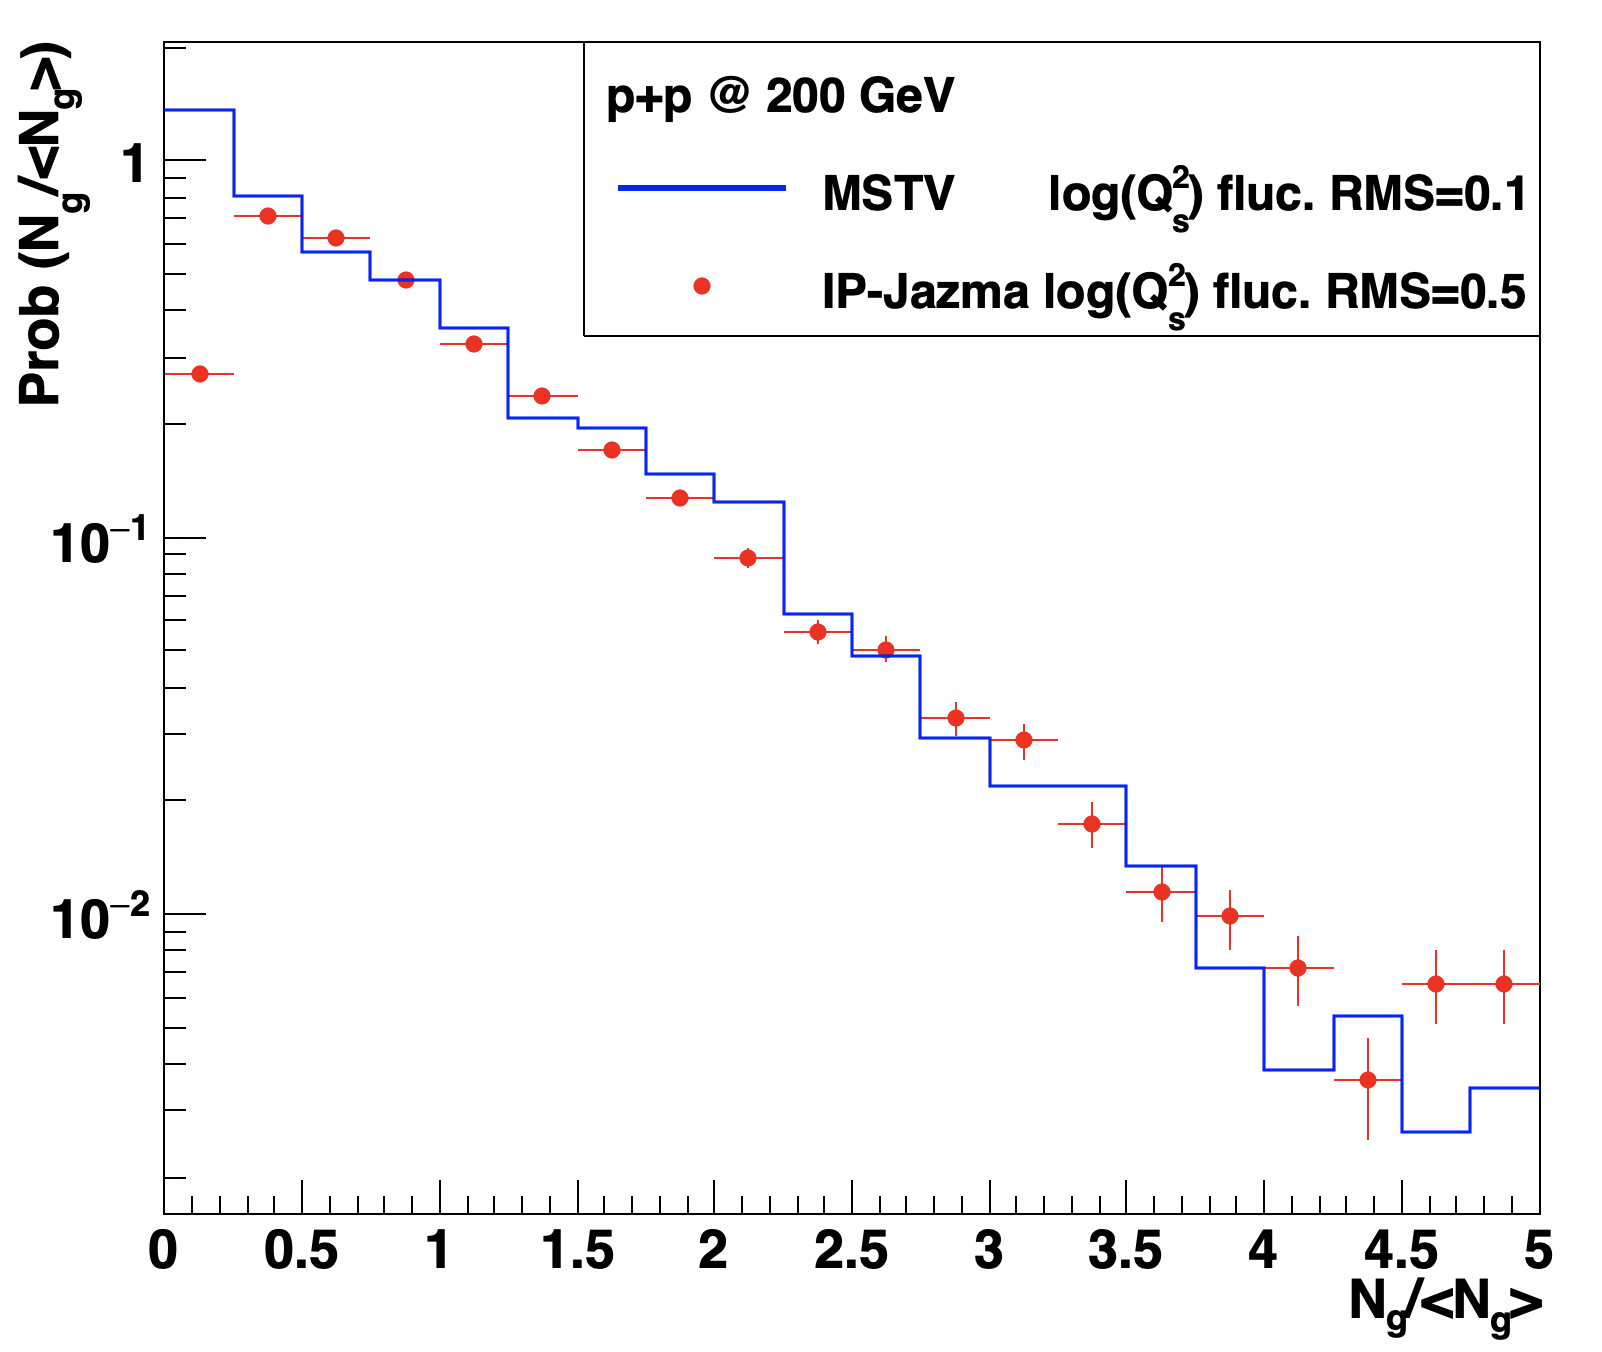 Prob (N_g/<N_g>)
p+p @ 200 GeV
MSTV log(Q_s^2) fluc. RMS=0.1
IP-Jazma log(Q_s^2) fluc. RMS=0.5
1
10^−1
10^−2
0 0.5 1 1.5 2 2.5 3 3.5 4 4.5 5
N_g/<N_g>